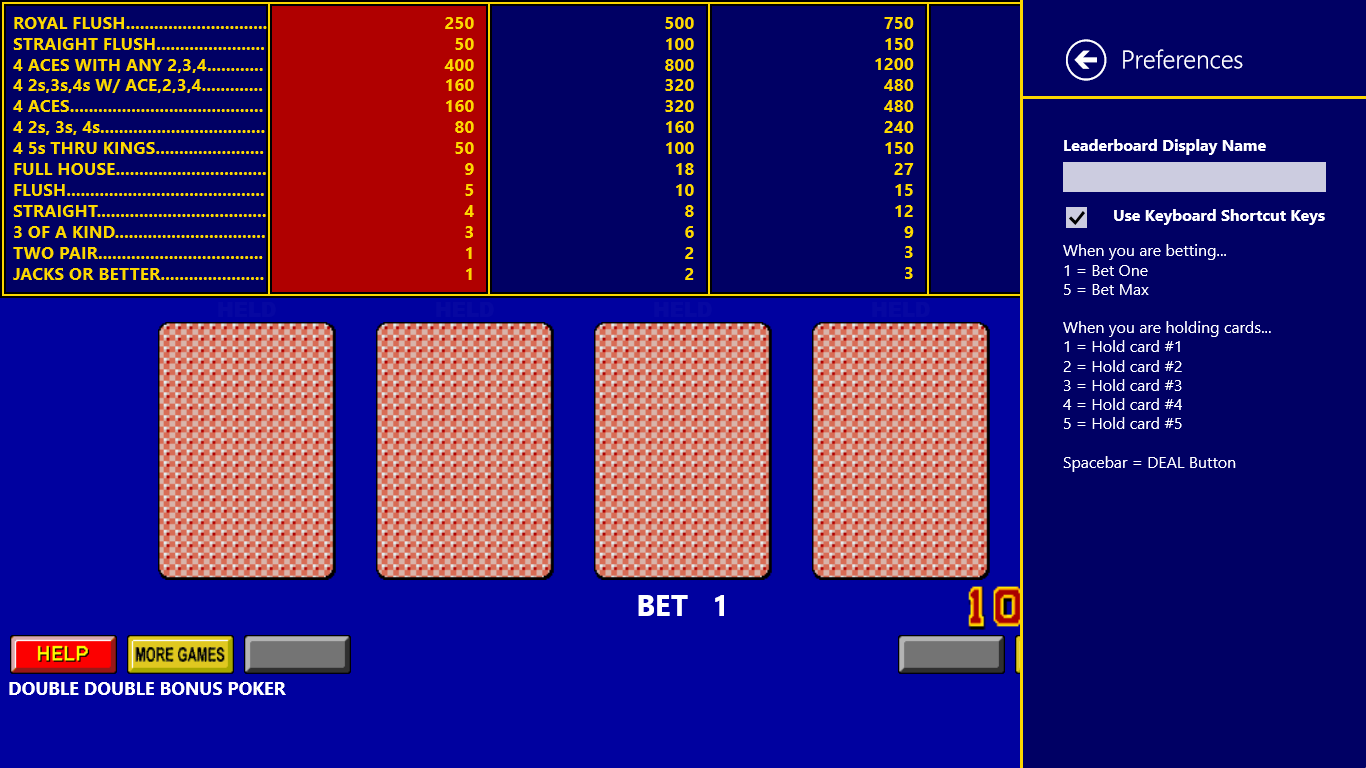 ROYAL FLUSH.............................. 250 500 750
STRAIGHT FLUSH....................... 50 100 150
4 ACES WITH ANY 2,3,4............ 400 800 1200
4 2s,3s,4s W/ ACE,2,3,4............. 160 320 480
4 ACES......................................... 160 320 480
4 2s, 3s, 4s................................... 80 160 240
4 5s THRU KINGS....................... 50 100 150
FULL HOUSE................................ 9 18 27
FLUSH.......................................... 5 10 15
STRAIGHT.................................... 4 8 12
3 OF A KIND................................ 3 6 9
TWO PAIR................................... 1 2 3
JACKS OR BETTER...................... 1 2 3
HELD HELD HELD HELD
BET 1
10
HELP
MORE GAMES
DOUBLE DOUBLE BONUS POKER
Preferences
Leaderboard Display Name
Use Keyboard Shortcut Keys
When you are betting...
1 = Bet One
5 = Bet Max
When you are holding cards...
1 = Hold card #1
2 = Hold card #2
3 = Hold card #3
4 = Hold card #4
5 = Hold card #5
Spacebar = DEAL Button